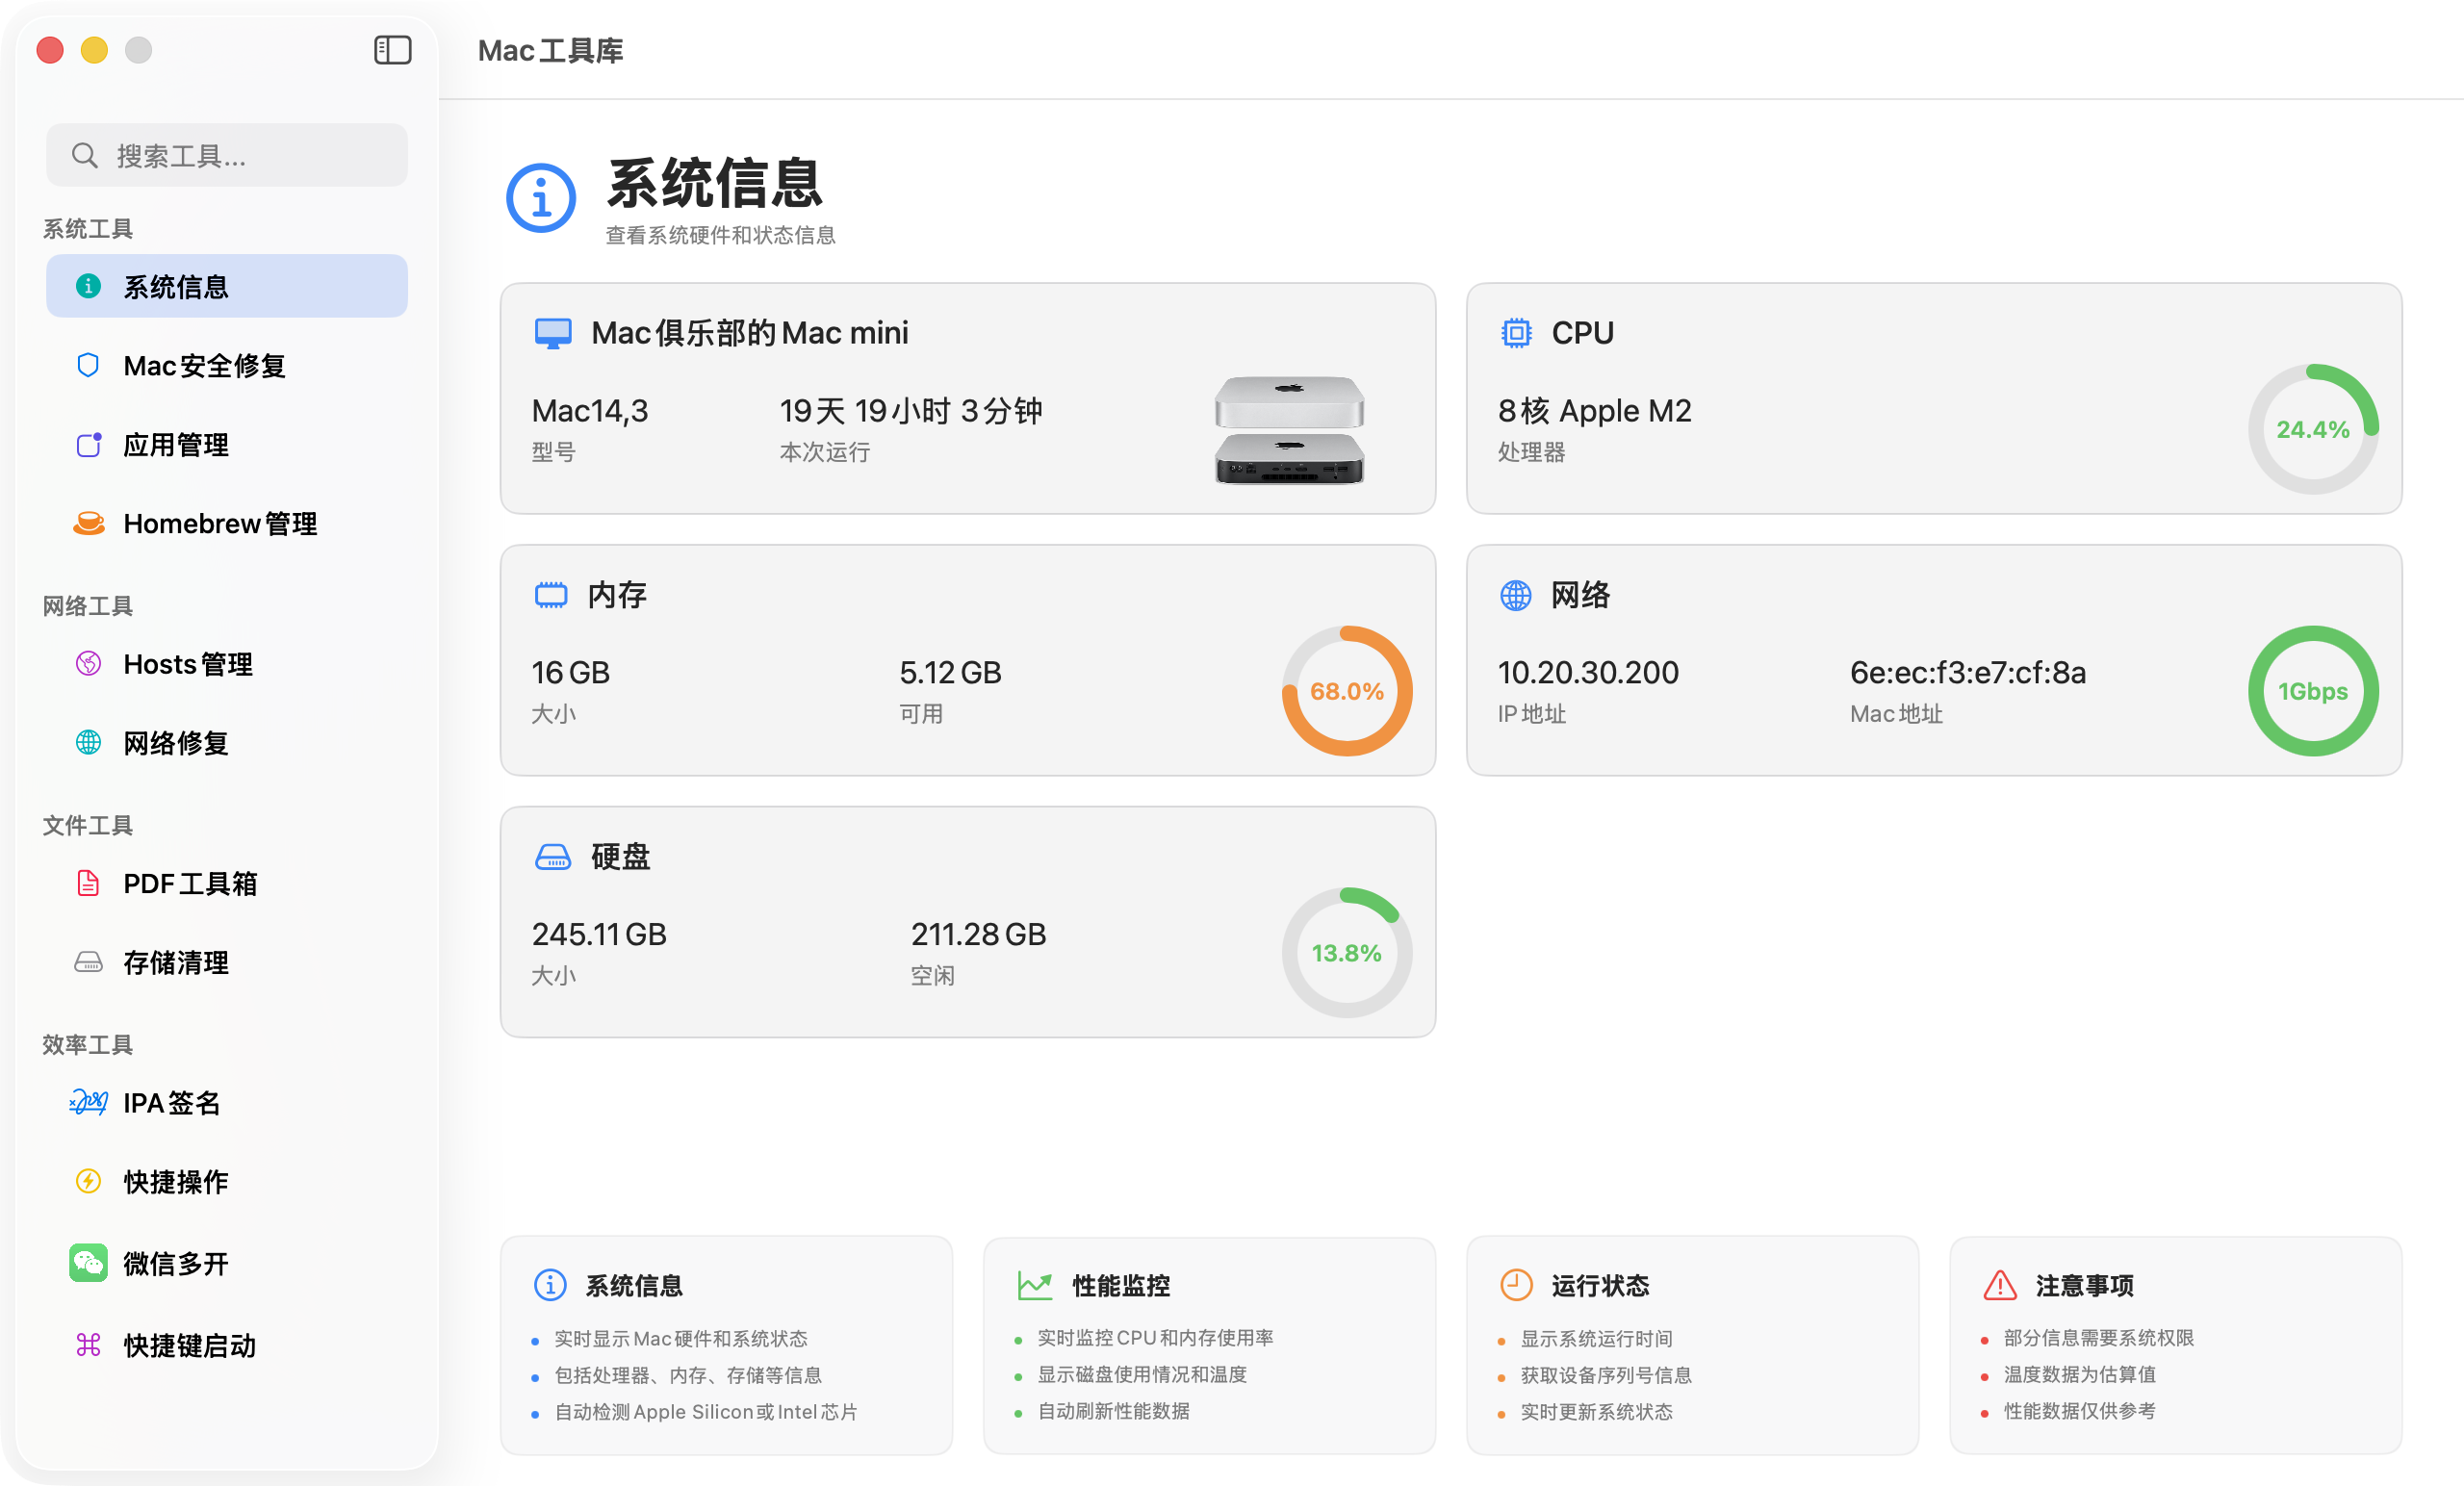 Mac工具库
搜索工具...
系统工具
系统信息
Mac安全修复
应用管理
Homebrew管理
网络工具
Hosts管理
网络修复
文件工具
PDF工具箱
存储清理
效率工具
IPA签名
快捷操作
微信多开
快捷键启动
系统信息
查看系统硬件和状态信息
Mac俱乐部的Mac mini
Mac14,3
型号
19天 19小时 3分钟
本次运行
CPU
8核 Apple M2
处理器
24.4%
内存
16 GB
大小
5.12 GB
可用
68.0%
网络
10.20.30.200
IP地址
6e:ec:f3:e7:cf:8a
Mac地址
1Gbps
硬盘
245.11 GB
大小
211.28 GB
空闲
13.8%
系统信息
实时显示Mac硬件和系统状态
包括处理器、内存、存储等信息
自动检测Apple Silicon或Intel芯片
性能监控
实时监控CPU和内存使用率
显示磁盘使用情况和温度
自动刷新性能数据
运行状态
显示系统运行时间
获取设备序列号信息
实时更新系统状态
注意事项
部分信息需要系统权限
温度数据为估算值
性能数据仅供参考